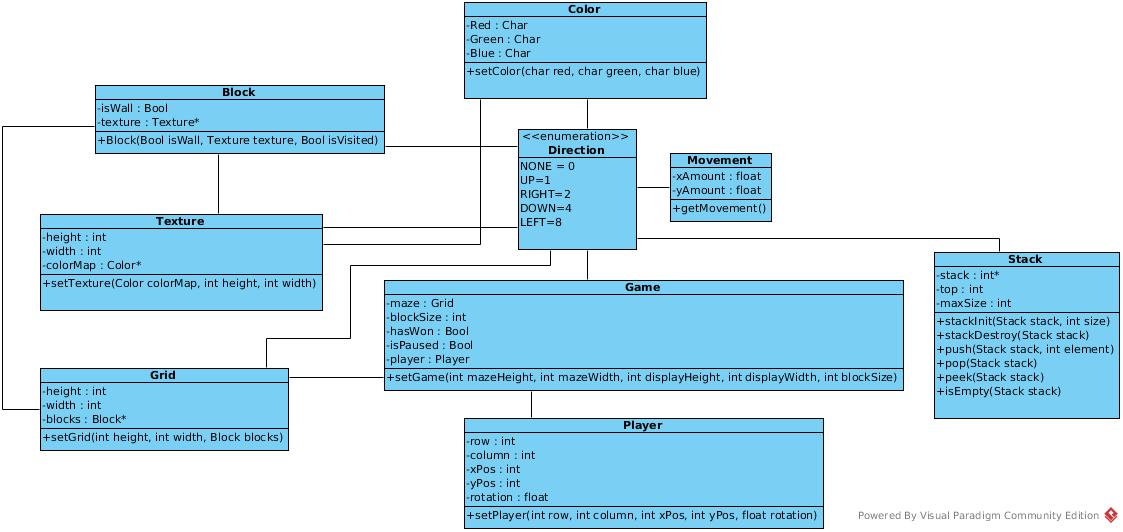 Color
-Red : Char
-Green : Char
-Blue : Char
+setColor(char red, char green, char blue)
Block
-isWall : Bool
-texture : Texture*
+Block(Bool isWall, Texture texture, Bool isVisited)
<<enumeration>>
Direction
NONE = 0
UP=1
RIGHT=2
DOWN=4
LEFT=8
Movement
-xAmount : float
-yAmount : float
+getMovement()
Texture
-height : int
-width : int
-colorMap : Color*
+setTexture(Color colorMap, int height, int width)
Stack
-stack : int*
-top : int
-maxSize : int
+stackInit(Stack stack, int size)
+stackDestroy(Stack stack)
+push(Stack stack, int element)
+pop(Stack stack)
+peek(Stack stack)
+isEmpty(Stack stack)
Game
-maze : Grid
-blockSize : int
-hasWon : Bool
-isPaused : Bool
-player : Player
+setGame(int mazeHeight, int mazeWidth, int displayHeight, int displayWidth, int blockSize)
Grid
-height : int
-width : int
-blocks : Block*
+setGrid(int height, int width, Block blocks)
Player
-row : int
-column : int
-xPos : int
-yPos : int
-rotation : float
+setPlayer(int row, int column, int xPos, int yPos, float rotation)
Powered By Visual Paradigm Community Edition